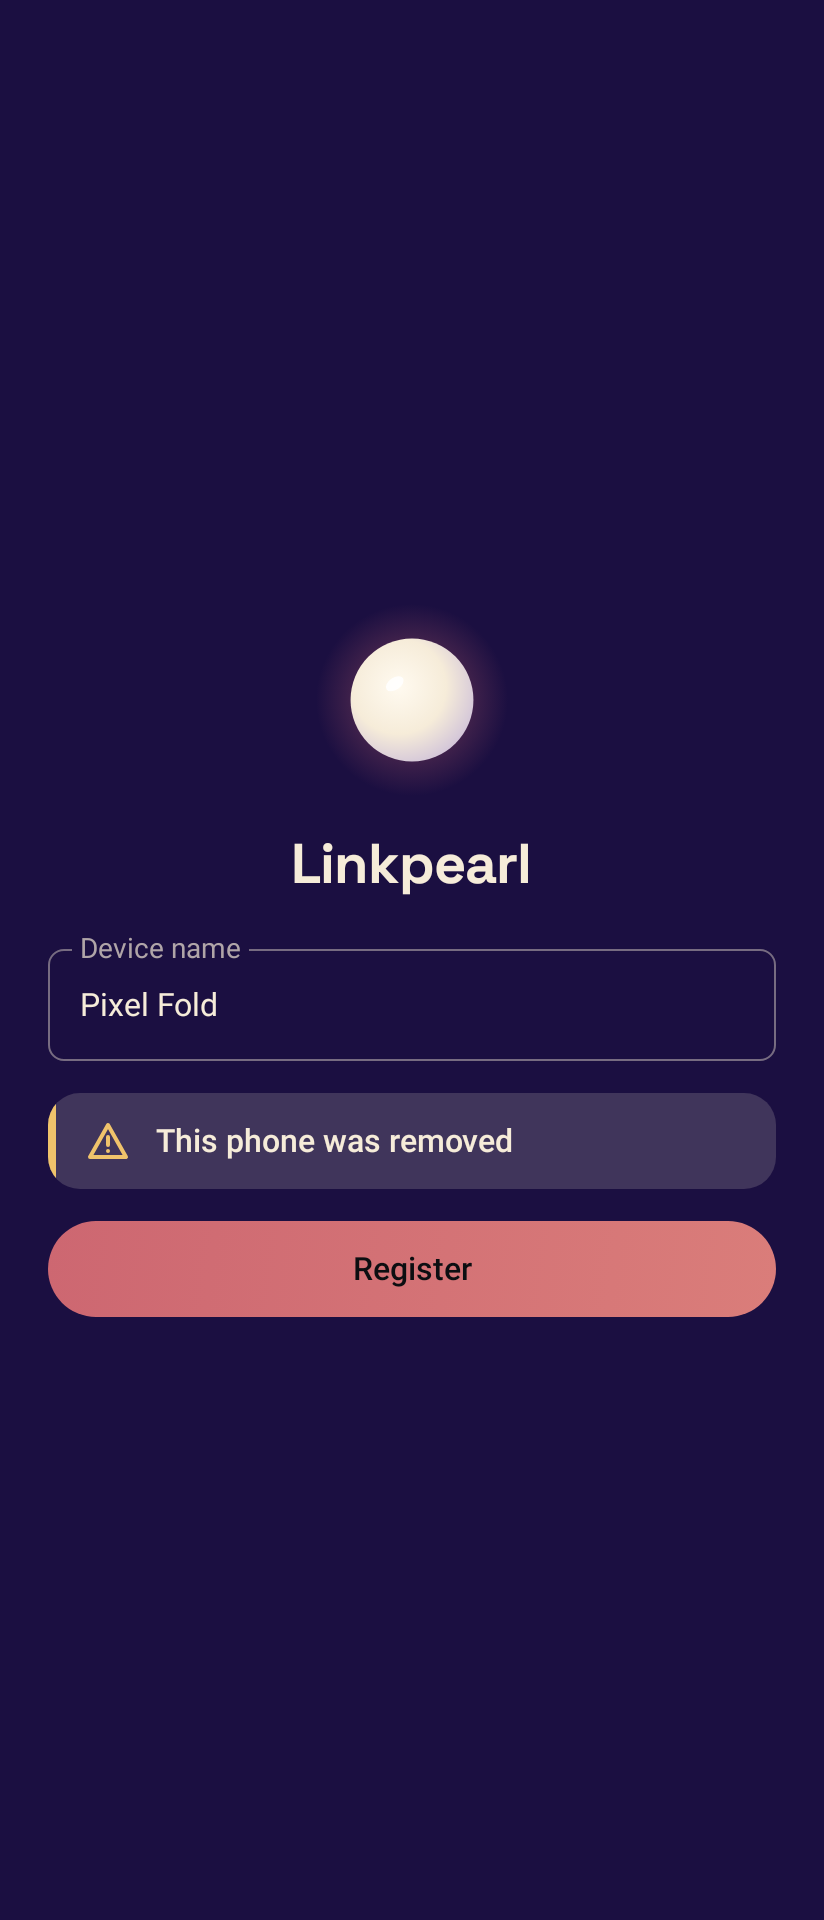 Linkpearl
Device name
Pixel Fold
This phone was removed
Register